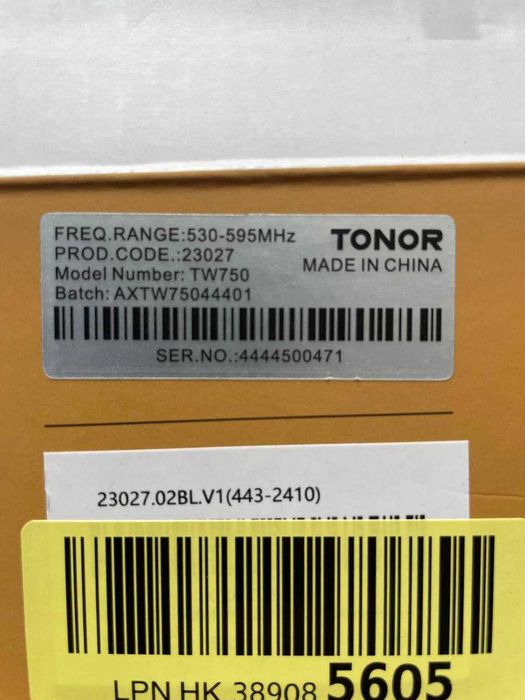 FREQ.RANGE:530-595MHz
TONOR
PROD.CODE.:23027
MADE IN CHINA
Model Number: TW750
Batch: AXTW75044401
SER.NO.:4444500471
23027.02BL.V1(443-2410)
LPN HK 38908 5605